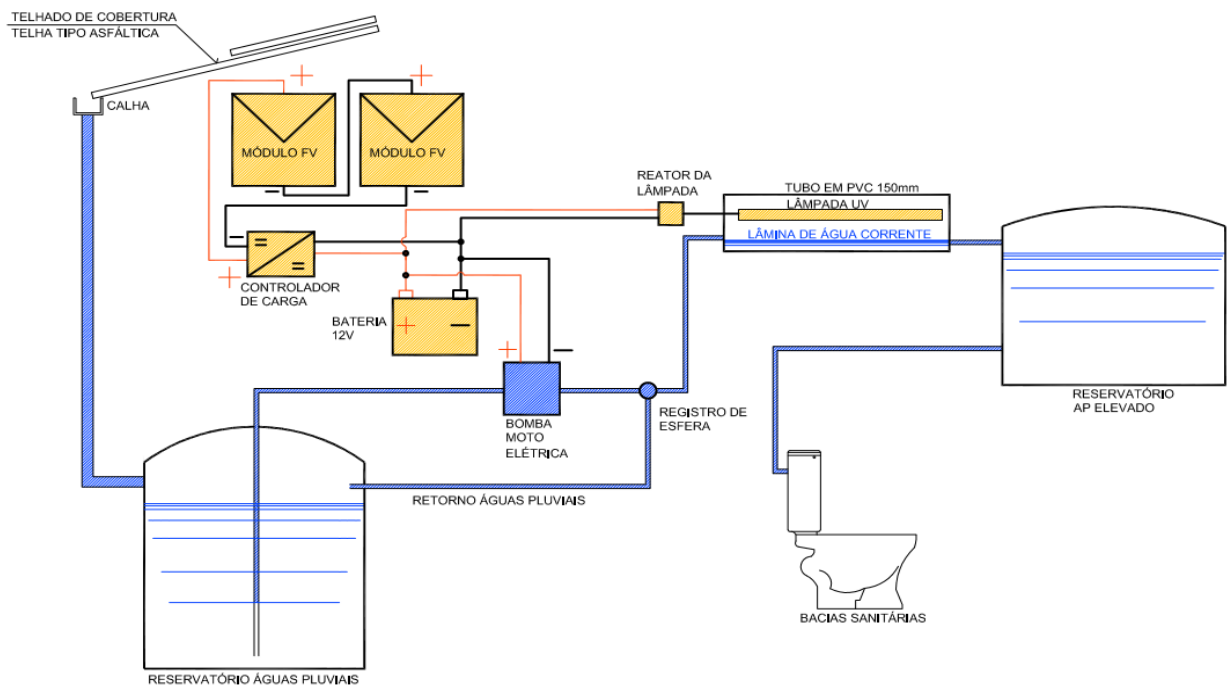 TELHADO DE COBERTURA
TELHA TIPO ASFÁLTICA
CALHA
+
+
MÓDULO FV
MÓDULO FV
−
−
REATOR DA
LÂMPADA
TUBO EM PVC 150mm
LÂMPADA UV
LÂMINA DE ÁGUA CORRENTE
−
=
=
+
CONTROLADOR
DE CARGA
BATERIA
12V
+
−
+
−
BOMBA
MOTO
ELÉTRICA
REGISTRO DE
ESFERA
RESERVATÓRIO
AP ELEVADO
RETORNO ÁGUAS PLUVIAIS
BACIAS SANITÁRIAS
RESERVATÓRIO ÁGUAS PLUVIAIS